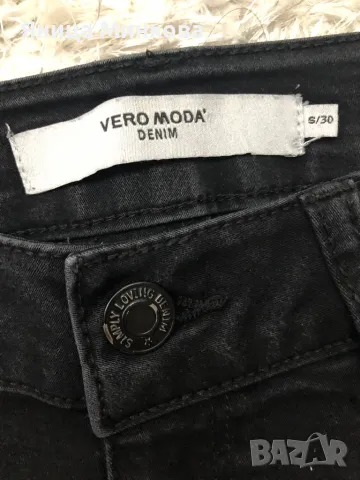 VERO MODA
DENIM
S/30
SIMPLY LOVING DENIM
BAZAR